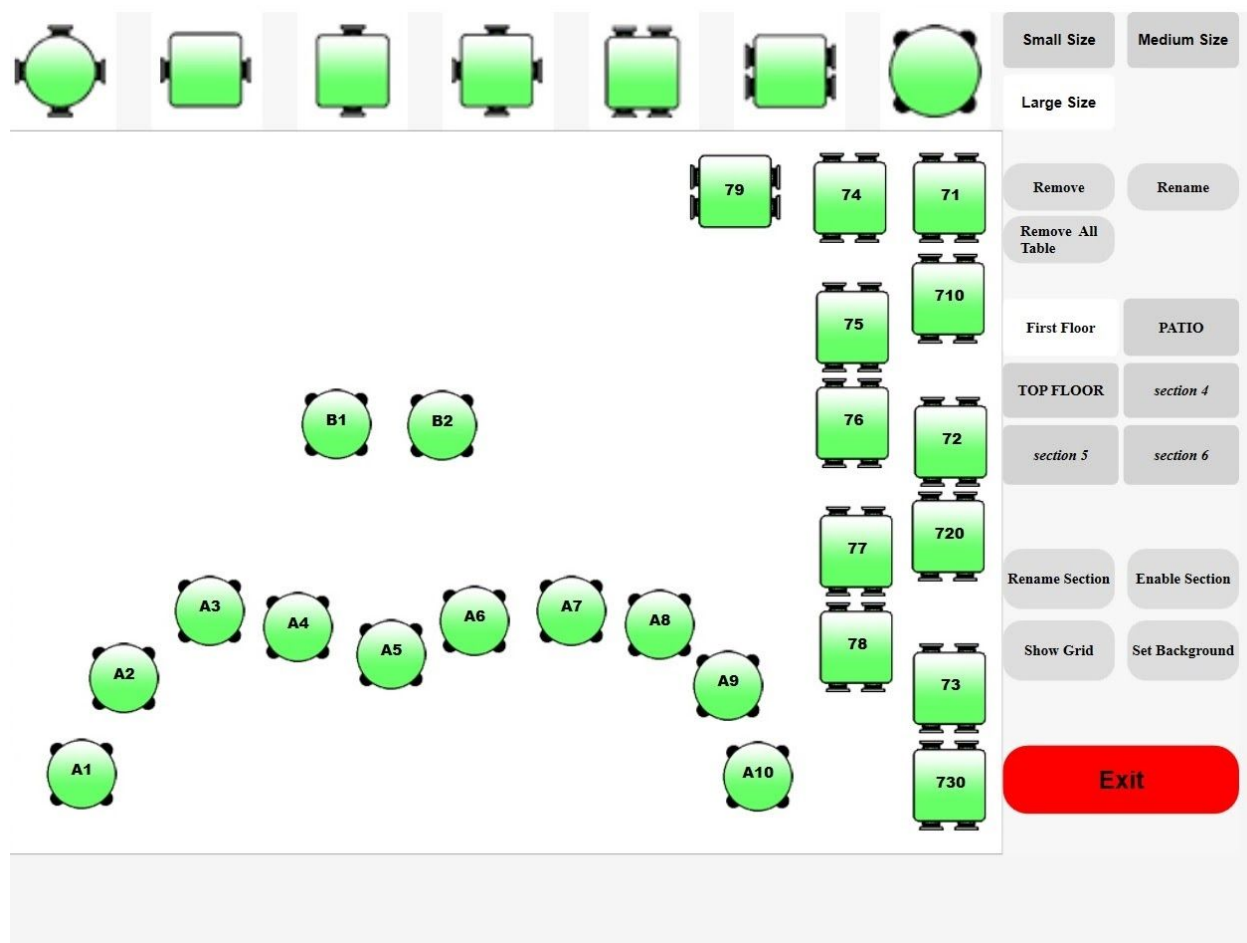 Small Size
Medium Size
Large Size
79
74
71
Remove
Rename
Remove All
Table
710
75
First Floor
PATIO
TOP FLOOR
section 4
B1
B2
76
72
section 5
section 6
77
720
Rename Section
Enable Section
A3
A4
A6
A7
A8
A5
78
Show Grid
Set Background
A2
A9
73
A1
A10
730
Exit